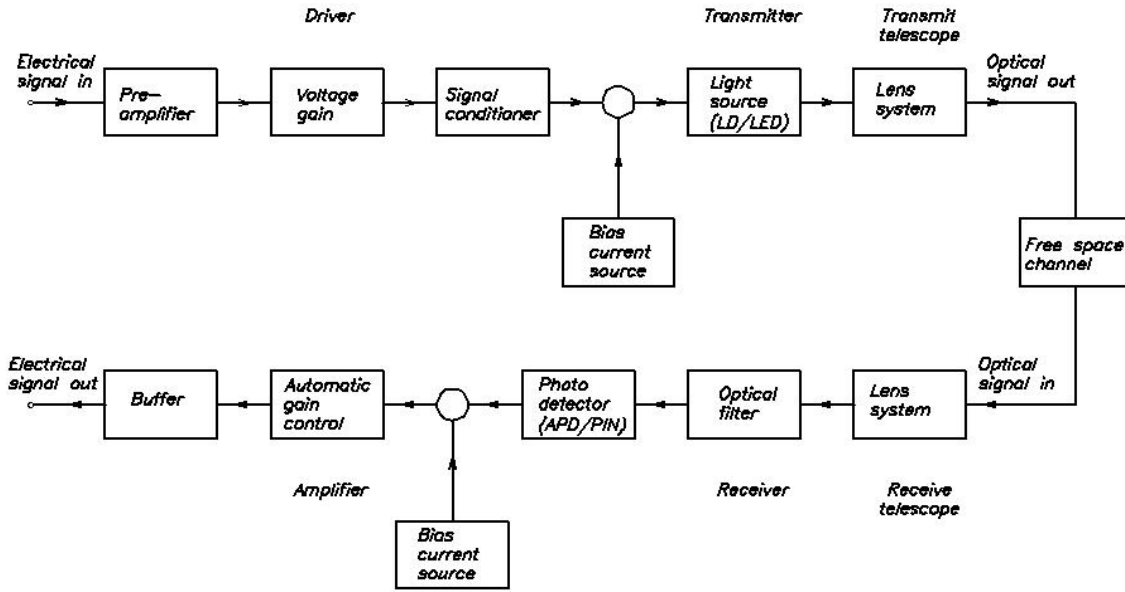 Driver
Transmitter
Transmit
telescope
Electrical
signal in
Pre-
amplifier
Voltage
gain
Signal
conditioner
Light
source
(LD/LED)
Lens
system
Optical
signal out
Bias
current
source
Free space
channel
Electrical
signal out
Buffer
Automatic
gain
control
Photo
detector
(APD/PIN)
Optical
filter
Lens
system
Optical
signal in
Amplifier
Receiver
Receive
telescope
Bias
current
source